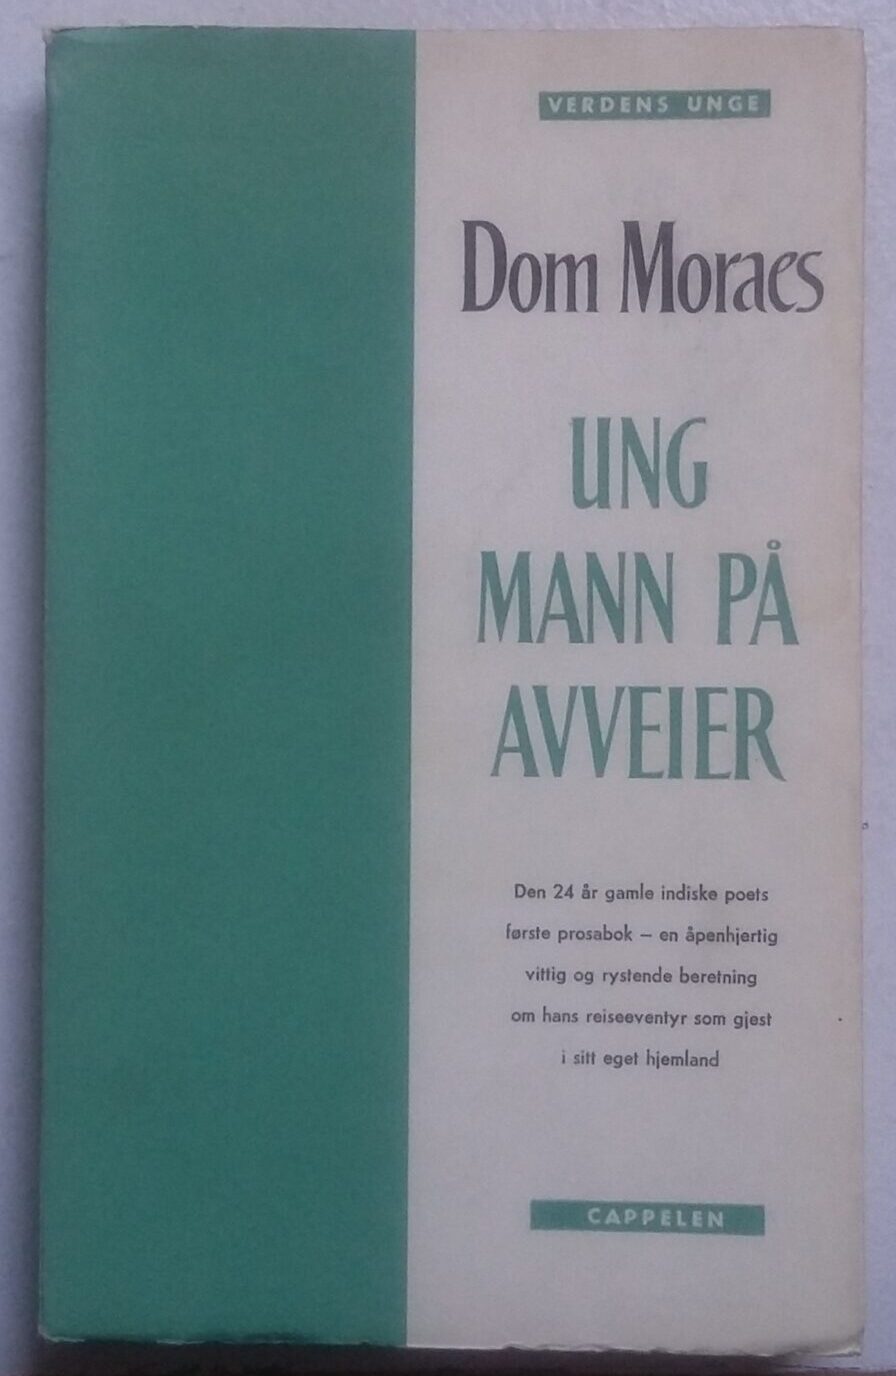 VERDENS UNGE
Dom Moraes
UNG
MANN PÅ
AVVEIER
Den 24 år gamle indiske poets
første prosabok – en åpenhjertig
vittig og rystende beretning
om hans reiseeventyr som gjest
i sitt eget hjemland
CAPPELEN